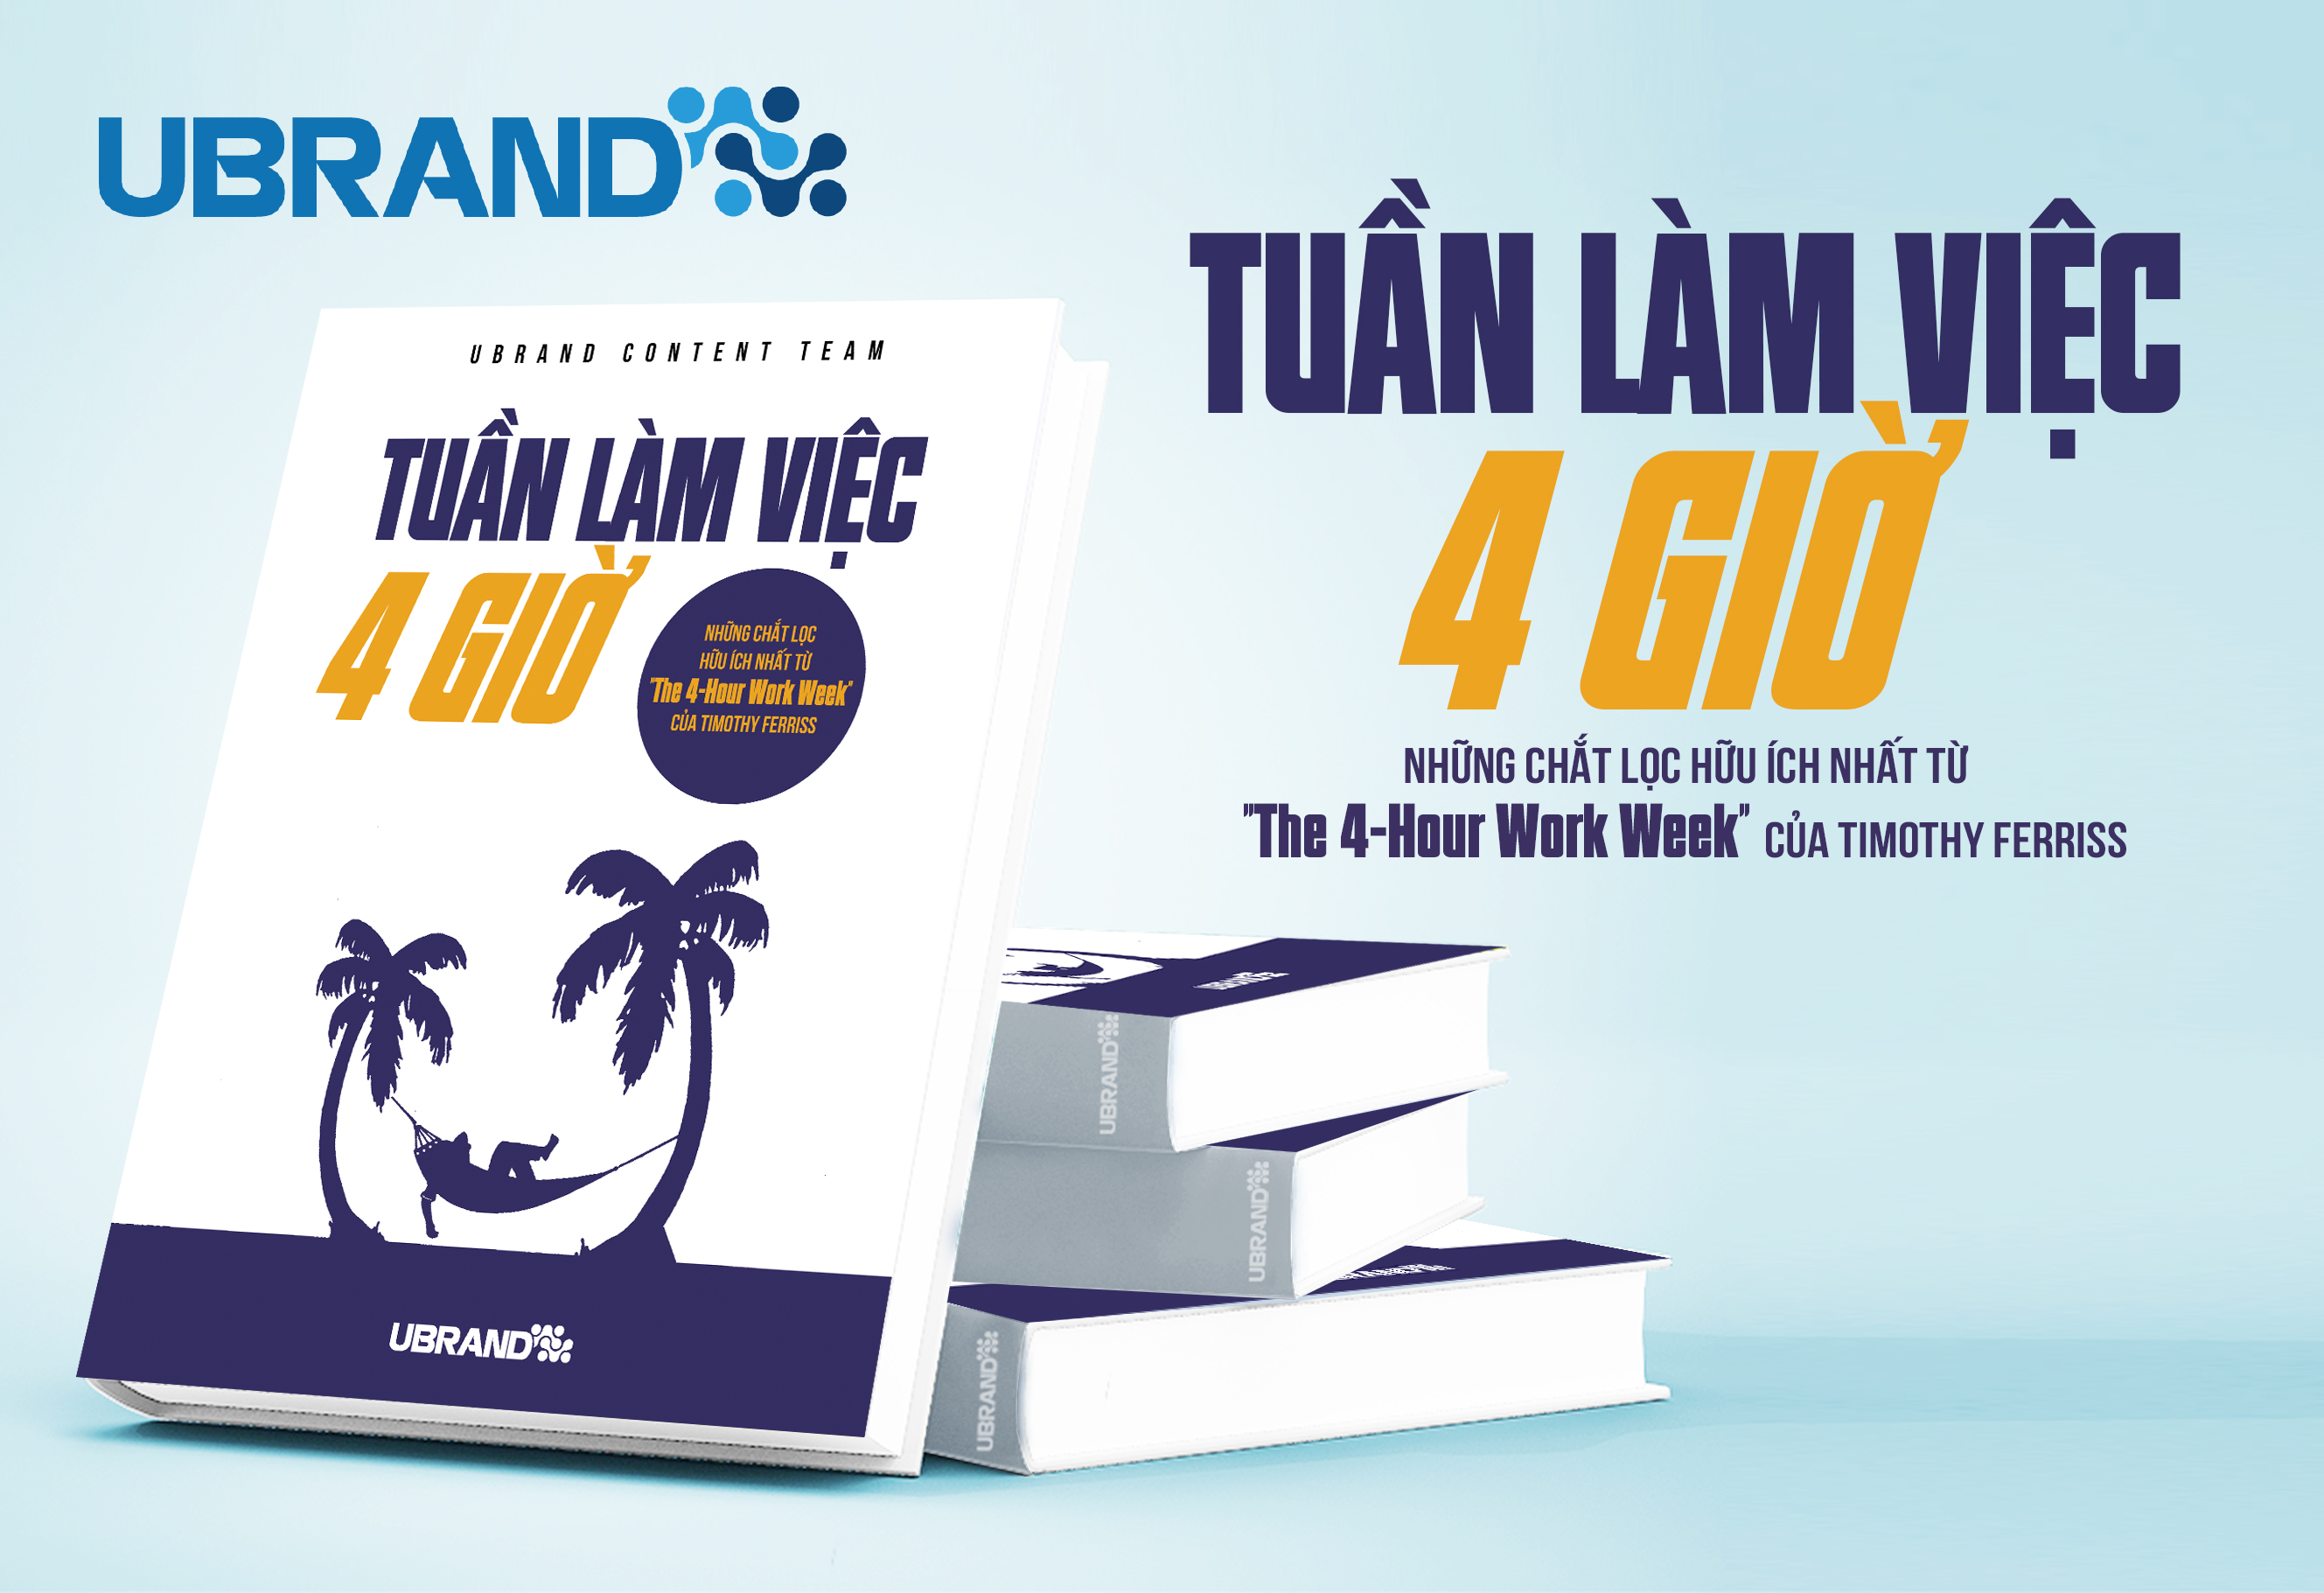 UBRAND
UBRAND CONTENT TEAM
TUẦN LÀM VIỆC
4 GIỜ
NHỮNG CHẮT LỌC
HỮU ÍCH NHẤT TỪ
"The 4-Hour Work Week"
CỦA TIMOTHY FERRISS
UBRAND
TUẦN LÀM VIỆC
4 GIỜ
NHỮNG CHẮT LỌC HỮU ÍCH NHẤT TỪ
"The 4-Hour Work Week" CỦA TIMOTHY FERRISS
UBRAND
UBRAND
UBRAND